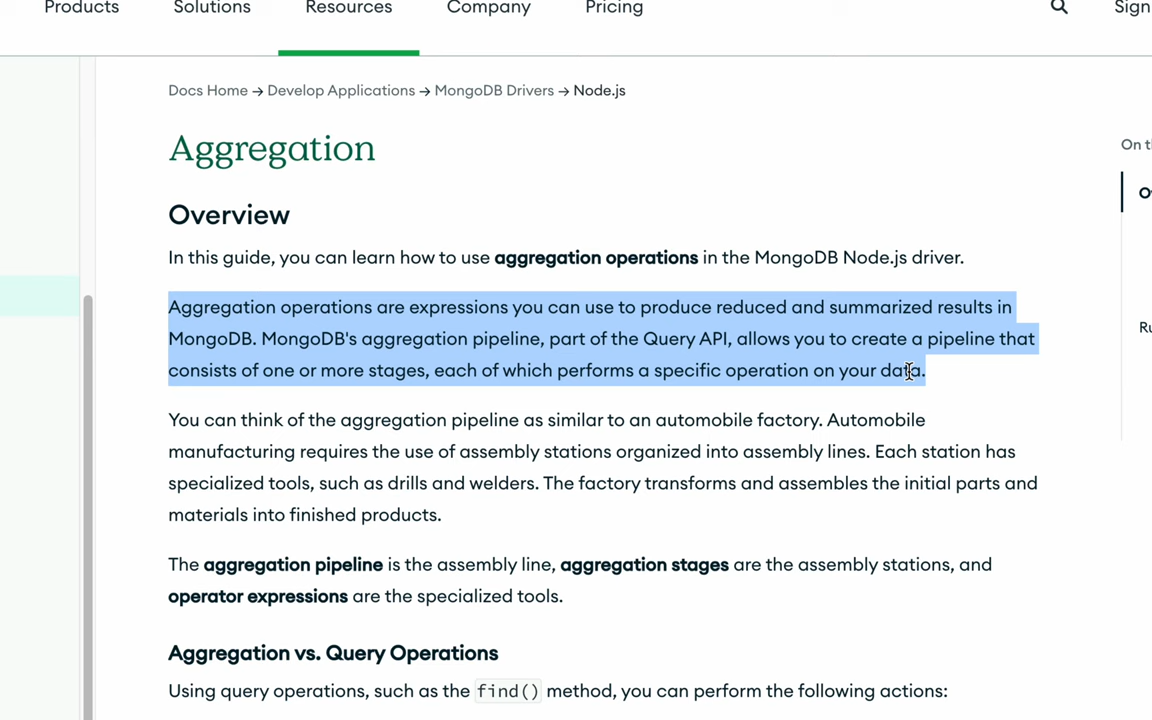 Products Solutions Resources Company Pricing Sign
Docs Home → Develop Applications → MongoDB Drivers → Node.js
Aggregation
On t
Overview
O
In this guide, you can learn how to use aggregation operations in the MongoDB Node.js driver.
Aggregation operations are expressions you can use to produce reduced and summarized results in
MongoDB. MongoDB's aggregation pipeline, part of the Query API, allows you to create a pipeline that
Ru
consists of one or more stages, each of which performs a specific operation on your data.
You can think of the aggregation pipeline as similar to an automobile factory. Automobile
manufacturing requires the use of assembly stations organized into assembly lines. Each station has
specialized tools, such as drills and welders. The factory transforms and assembles the initial parts and
materials into finished products.
The aggregation pipeline is the assembly line, aggregation stages are the assembly stations, and
operator expressions are the specialized tools.
Aggregation vs. Query Operations
Using query operations, such as the find() method, you can perform the following actions: